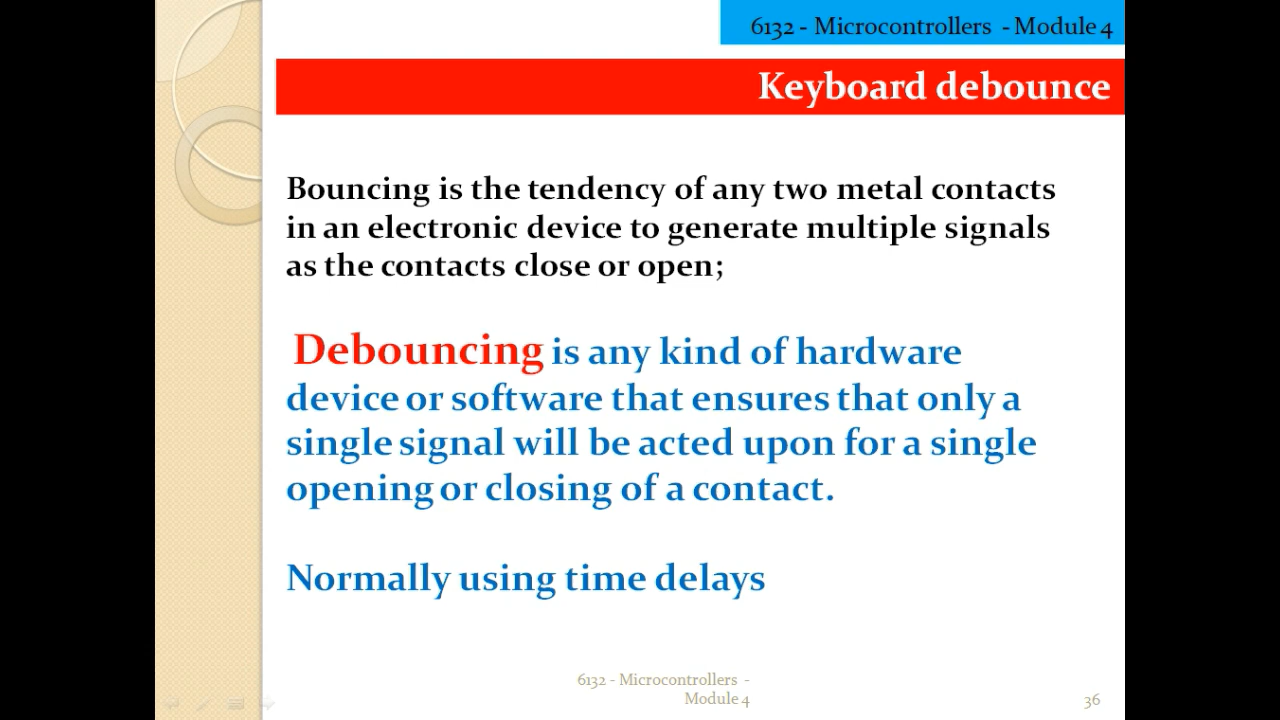 6132 - Microcontrollers - Module 4
Keyboard debounce
Bouncing is the tendency of any two metal contacts
in an electronic device to generate multiple signals
as the contacts close or open;
Debouncing is any kind of hardware
device or software that ensures that only a
single signal will be acted upon for a single
opening or closing of a contact.
Normally using time delays
6132 - Microcontrollers -
Module 4
36